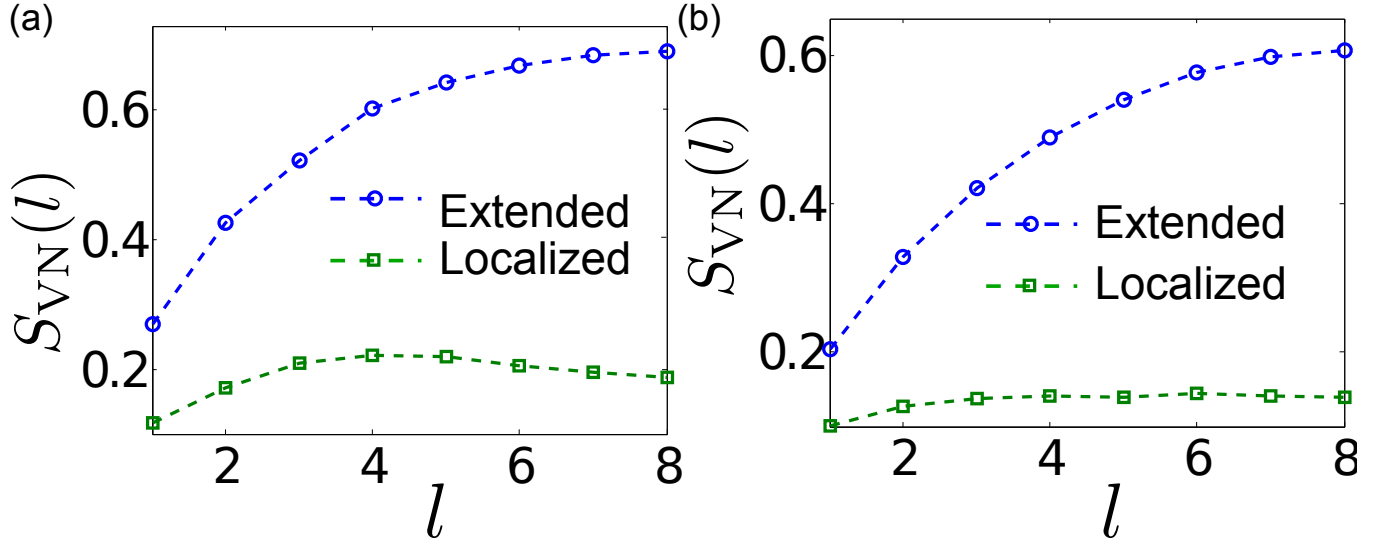 (a)
S_VN(l)
0.6
0.4
0.2
Extended
Localized
2 4 6 8
l
(b)
S_VN(l)
0.6
0.4
0.2
Extended
Localized
2 4 6 8
l